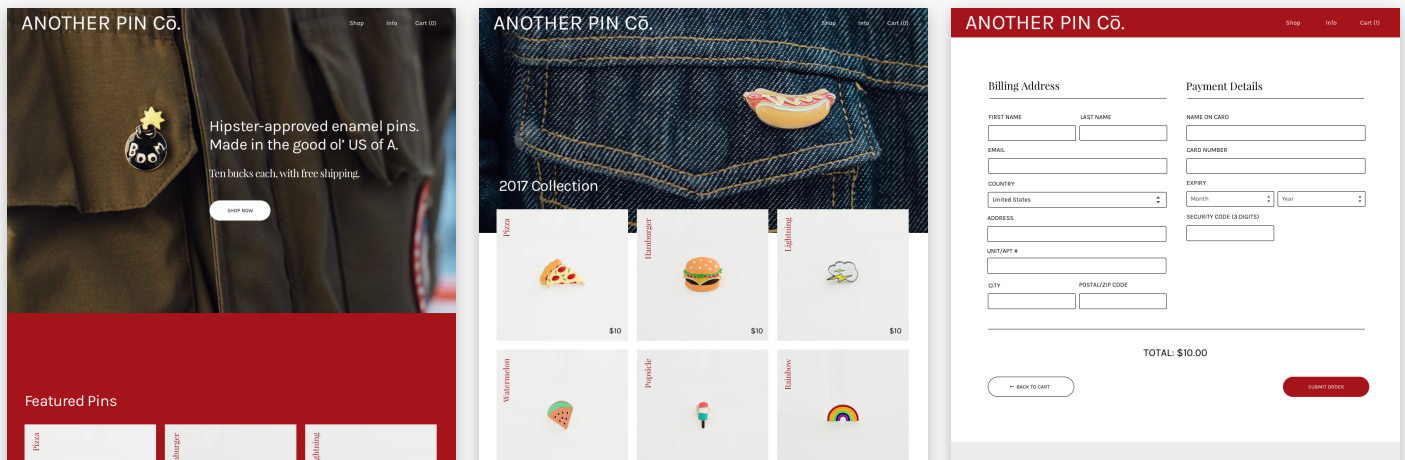 ANOTHER PIN Cō.
Shop Info Cart (0)
BOOM
Hipster-approved enamel pins.
Made in the good ol’ US of A.
Ten bucks each, with free shipping.
SHOP NOW
Featured Pins
Pizza
mburger
ghtning
ANOTHER PIN Cō.
Shop Info Cart (0)
2017 Collection
Pizza
$10
Hamburger
$10
Lightning
$10
Watermelon
Popsicle
Rainbow
ANOTHER PIN Cō.
Shop Info Cart (1)
Billing Address
FIRST NAME LAST NAME
EMAIL
COUNTRY
United States
ADDRESS
UNIT/APT #
CITY POSTAL/ZIP CODE
Payment Details
NAME ON CARD
CARD NUMBER
EXPIRY
Month Year
SECURITY CODE (3 DIGITS)
TOTAL: $10.00
← BACK TO CART
SUBMIT ORDER